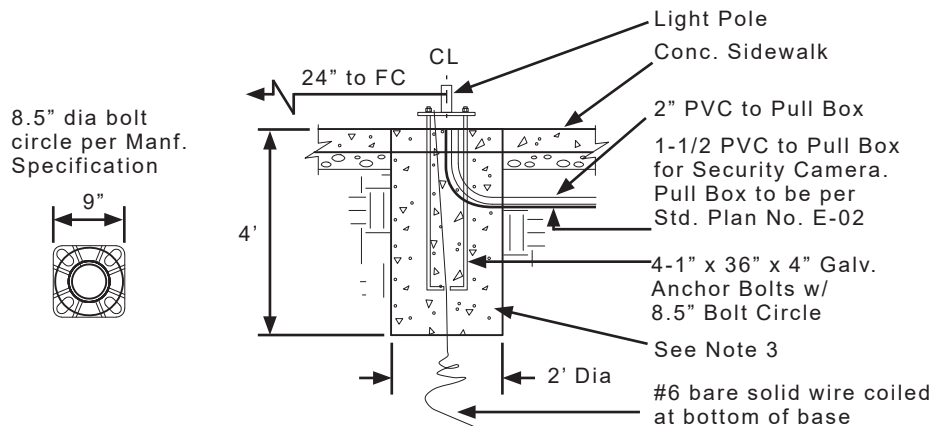 Light Pole
CL
Conc. Sidewalk
24” to FC
8.5” dia bolt
circle per Manf.
Specification
2” PVC to Pull Box
1-1/2 PVC to Pull Box
for Security Camera.
Pull Box to be per
Std. Plan No. E-02
9”
4’
4-1” x 36” x 4” Galv.
Anchor Bolts w/
8.5” Bolt Circle
See Note 3
2’ Dia
#6 bare solid wire coiled
at bottom of base